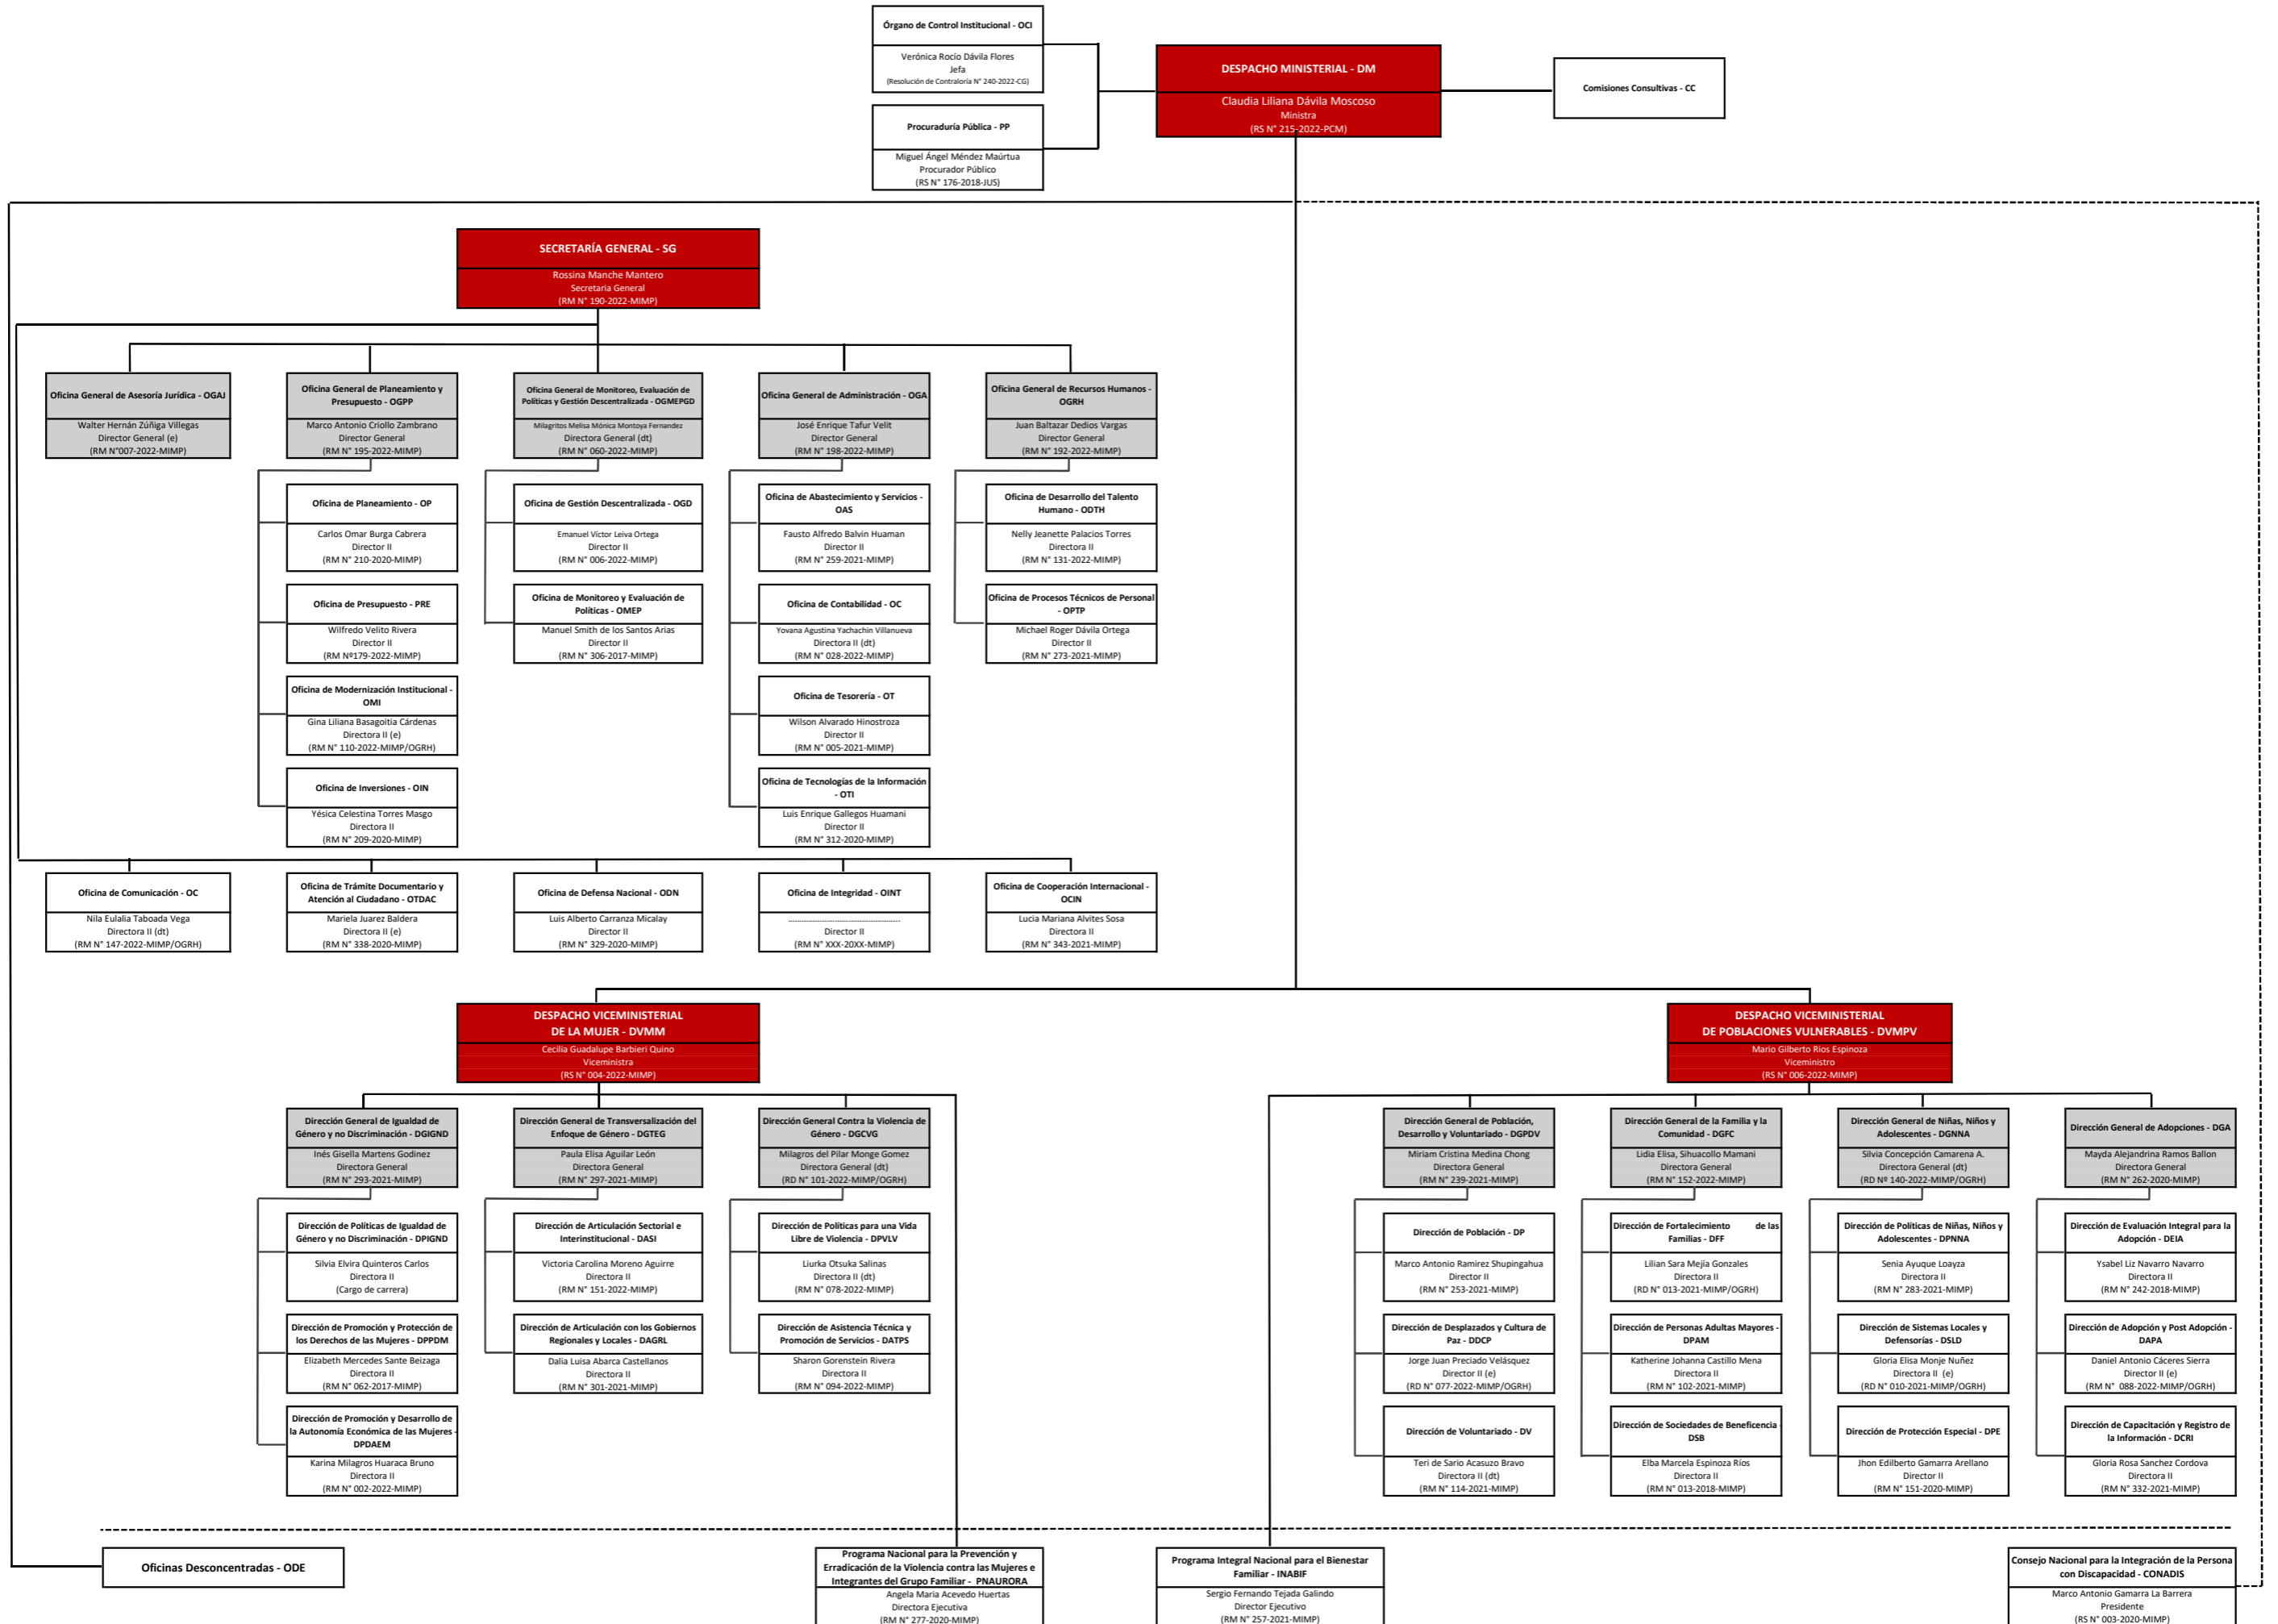 Órgano de Control Institucional - OCI
Verónica Rocío Dávila Flores
Jefa
(Resolución de Contraloría N° 240-2022-CG)
Procuraduría Pública - PP
Miguel Ángel Méndez Maúrtua
Procurador Público
(RS N° 176-2018-JUS)
DESPACHO MINISTERIAL - DM
Claudia Liliana Dávila Moscoso
Ministra
(RS N° 215-2022-PCM)
Comisiones Consultivas - CC
SECRETARÍA GENERAL - SG
Rossina Manche Mantero
Secretaria General
(RM N° 190-2022-MIMP)
Oficina General de Asesoría Jurídica - OGAJ
Walter Hernán Zúñiga Villegas
Director General (e)
(RM N°007-2022-MIMP)
Oficina General de Planeamiento y
Presupuesto - OGPP
Marco Antonio Criollo Zambrano
Director General
(RM N° 195-2022-MIMP)
Oficina General de Monitoreo, Evaluación de
Políticas y Gestión Descentralizada - OGMEPGD
Milagritos Melisa Mónica Montoya Fernandez
Directora General (dt)
(RM N° 060-2022-MIMP)
Oficina General de Administración - OGA
José Enrique Tafur Velit
Director General
(RM N° 198-2022-MIMP)
Oficina General de Recursos Humanos -
OGRH
Juan Baltazar Dedios Vargas
Director General
(RM N° 192-2022-MIMP)
Oficina de Planeamiento - OP
Carlos Omar Burga Cabrera
Director II
(RM N° 210-2020-MIMP)
Oficina de Gestión Descentralizada - OGD
Emanuel Víctor Leiva Ortega
Director II
(RM N° 006-2022-MIMP)
Oficina de Abastecimiento y Servicios -
OAS
Fausto Alfredo Balvin Huaman
Director II
(RM N° 259-2021-MIMP)
Oficina de Desarrollo del Talento
Humano - ODTH
Nelly Jeanette Palacios Torres
Directora II
(RM N° 131-2022-MIMP)
Oficina de Presupuesto - PRE
Wilfredo Velito Rivera
Director II
(RM Nº179-2022-MIMP)
Oficina de Monitoreo y Evaluación de
Políticas - OMEP
Manuel Smith de los Santos Arias
Director II
(RM N° 306-2017-MIMP)
Oficina de Contabilidad - OC
Yovana Agustina Yachachin Villanueva
Directora II (dt)
(RM N° 028-2022-MIMP)
Oficina de Procesos Técnicos de Personal
- OPTP
Michael Roger Dávila Ortega
Director II
(RM N° 273-2021-MIMP)
Oficina de Modernización Institucional -
OMI
Gina Liliana Basagoitia Cárdenas
Directora II (e)
(RM N° 110-2022-MIMP/OGRH)
Oficina de Tesorería - OT
Wilson Alvarado Hinostroza
Director II
(RM N° 005-2021-MIMP)
Oficina de Inversiones - OIN
Yésica Celestina Torres Masgo
Directora II
(RM N° 209-2020-MIMP)
Oficina de Tecnologías de la Información
- OTI
Luis Enrique Gallegos Huamani
Director II
(RM N° 312-2020-MIMP)
Oficina de Comunicación - OC
Nila Eulalia Taboada Vega
Directora II (dt)
(RM N° 147-2022-MIMP/OGRH)
Oficina de Trámite Documentario y
Atención al Ciudadano - OTDAC
Mariela Juarez Baldera
Directora II (e)
(RM N° 338-2020-MIMP)
Oficina de Defensa Nacional - ODN
Luis Alberto Carranza Micalay
Director II
(RM N° 329-2020-MIMP)
Oficina de Integridad - OINT
................................................
Director II
(RM N° XXX-20XX-MIMP)
Oficina de Cooperación Internacional -
OCIN
Lucia Mariana Alvites Sosa
Directora II
(RM N° 343-2021-MIMP)
DESPACHO VICEMINISTERIAL
DE LA MUJER - DVMM
Cecilia Guadalupe Barbieri Quino
Viceministra
(RS N° 004-2022-MIMP)
DESPACHO VICEMINISTERIAL
DE POBLACIONES VULNERABLES - DVMPV
Mario Gilberto Rios Espinoza
Viceministro
(RS N° 006-2022-MIMP)
Dirección General de Igualdad de
Género y no Discriminación - DGIGND
Inés Gisella Martens Godinez
Directora General
(RM N° 293-2021-MIMP)
Dirección General de Transversalización del
Enfoque de Género - DGTEG
Paula Elisa Aguilar León
Directora General
(RM N° 297-2021-MIMP)
Dirección General Contra la Violencia de
Género - DGCVG
Milagros del Pilar Monge Gomez
Directora General (dt)
(RD N° 101-2022-MIMP/OGRH)
Dirección General de Población,
Desarrollo y Voluntariado - DGPDV
Miriam Cristina Medina Chong
Directora General
(RM N° 239-2021-MIMP)
Dirección General de la Familia y la
Comunidad - DGFC
Lidia Elisa, Sihuacollo Mamani
Directora General
(RM N° 152-2022-MIMP)
Dirección General de Niñas, Niños y
Adolescentes - DGNNA
Silvia Concepción Camarena A.
Directora General (dt)
(RD Nº 140-2022-MIMP/OGRH)
Dirección General de Adopciones - DGA
Mayda Alejandrina Ramos Ballon
Directora General
(RM N° 262-2020-MIMP)
Dirección de Políticas de Igualdad de
Género y no Discriminación - DPIGND
Silvia Elvira Quinteros Carlos
Directora II
(Cargo de carrera)
Dirección de Articulación Sectorial e
Interinstitucional - DASI
Victoria Carolina Moreno Aguirre
Directora II
(RM N° 151-2022-MIMP)
Dirección de Políticas para una Vida
Libre de Violencia - DPVLV
Liurka Otsuka Salinas
Directora II (dt)
(RM N° 078-2022-MIMP)
Dirección de Población - DP
Marco Antonio Ramirez Shupingahua
Director II
(RM N° 253-2021-MIMP)
Dirección de Fortalecimiento de las
Familias - DFF
Lilian Sara Mejía Gonzales
Directora II
(RD N° 013-2021-MIMP/OGRH)
Dirección de Políticas de Niñas, Niños y
Adolescentes - DPNNA
Senia Ayuque Loayza
Directora II
(RM N° 283-2021-MIMP)
Dirección de Evaluación Integral para la
Adopción - DEIA
Ysabel Liz Navarro Navarro
Directora II
(RM N° 242-2018-MIMP)
Dirección de Promoción y Protección de
los Derechos de las Mujeres - DPPDM
Elizabeth Mercedes Sante Beizaga
Directora II
(RM N° 062-2017-MIMP)
Dirección de Articulación con los Gobiernos
Regionales y Locales - DAGRL
Dalia Luisa Abarca Castellanos
Directora II
(RM N° 301-2021-MIMP)
Dirección de Asistencia Técnica y
Promoción de Servicios - DATPS
Sharon Gorenstein Rivera
Directora II
(RM N° 094-2022-MIMP)
Dirección de Desplazados y Cultura de
Paz - DDCP
Jorge Juan Preciado Velásquez
Director II (e)
(RD N° 077-2022-MIMP/OGRH)
Dirección de Personas Adultas Mayores -
DPAM
Katherine Johanna Castillo Mena
Directora II
(RM N° 102-2021-MIMP)
Dirección de Sistemas Locales y
Defensorías - DSLD
Gloria Elisa Monje Nuñez
Directora II (e)
(RD N° 010-2021-MIMP/OGRH)
Dirección de Adopción y Post Adopción -
DAPA
Daniel Antonio Cáceres Sierra
Director II (e)
(RM N° 088-2022-MIMP/OGRH)
Dirección de Promoción y Desarrollo de
la Autonomía Económica de las Mujeres -
DPDAEM
Karina Milagros Huaraca Bruno
Directora II
(RM N° 002-2022-MIMP)
Dirección de Voluntariado - DV
Teri de Sario Acasuzo Bravo
Directora II (dt)
(RM N° 114-2021-MIMP)
Dirección de Sociedades de Beneficencia -
DSB
Elba Marcela Espinoza Ríos
Directora II
(RM N° 013-2018-MIMP)
Dirección de Protección Especial - DPE
Jhon Edilberto Gamarra Arellano
Director II
(RM N° 151-2020-MIMP)
Dirección de Capacitación y Registro de
la Información - DCRI
Gloria Rosa Sanchez Cordova
Directora II
(RM N° 332-2021-MIMP)
Oficinas Desconcentradas - ODE
Programa Nacional para la Prevención y
Erradicación de la Violencia contra las Mujeres e
Integrantes del Grupo Familiar - PNAURORA
Angela Maria Acevedo Huertas
Directora Ejecutiva
(RM N° 277-2020-MIMP)
Programa Integral Nacional para el Bienestar
Familiar - INABIF
Sergio Fernando Tejada Galindo
Director Ejecutivo
(RM N° 257-2021-MIMP)
Consejo Nacional para la Integración de la Persona
con Discapacidad - CONADIS
Marco Antonio Gamarra La Barrera
Presidente
(RS N° 003-2020-MIMP)